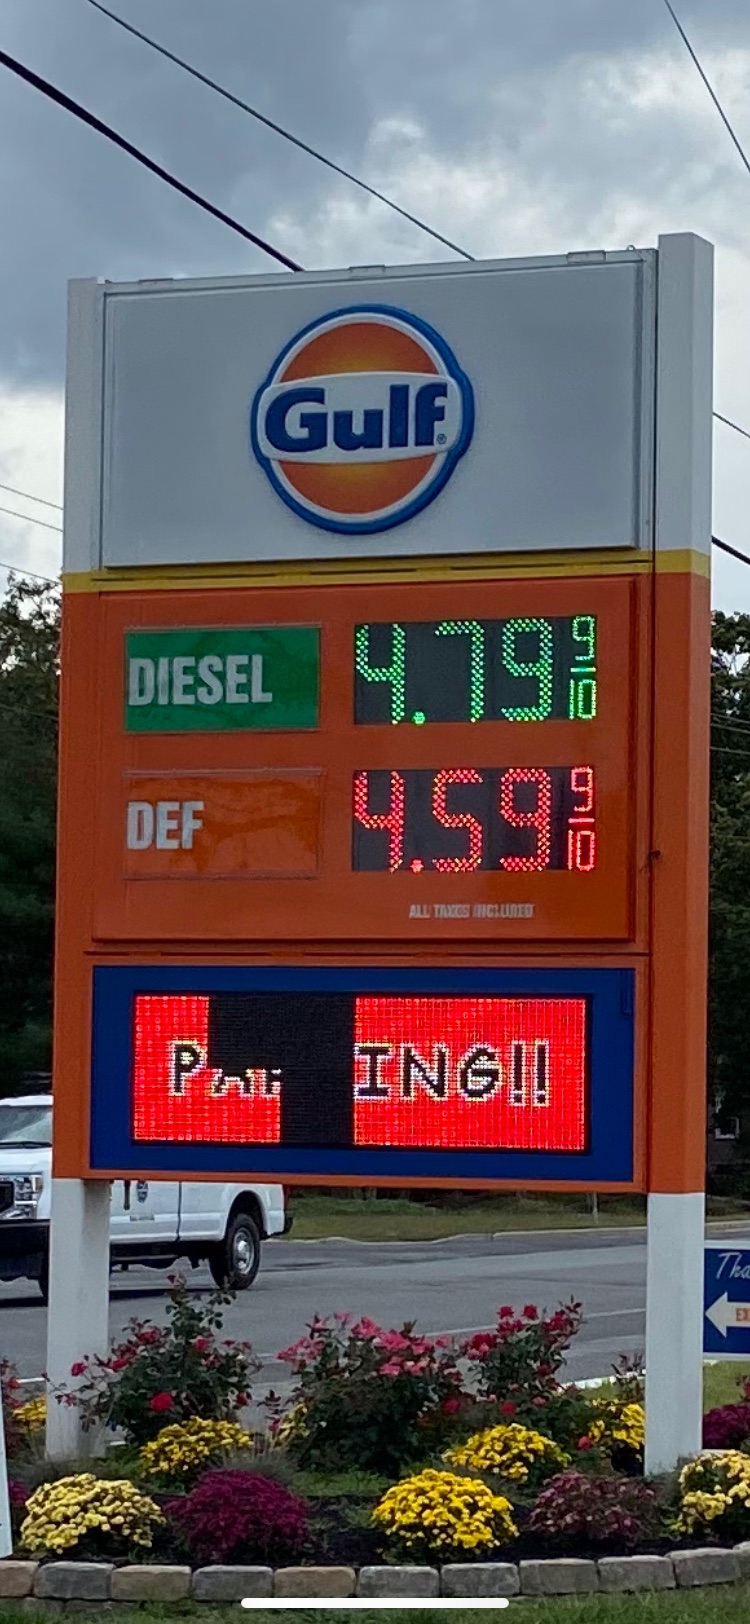 Gulf®
DIESEL 4.79 9/10
DEF 4.59 9/10
ALL TAXES INCLUDED
ING!!